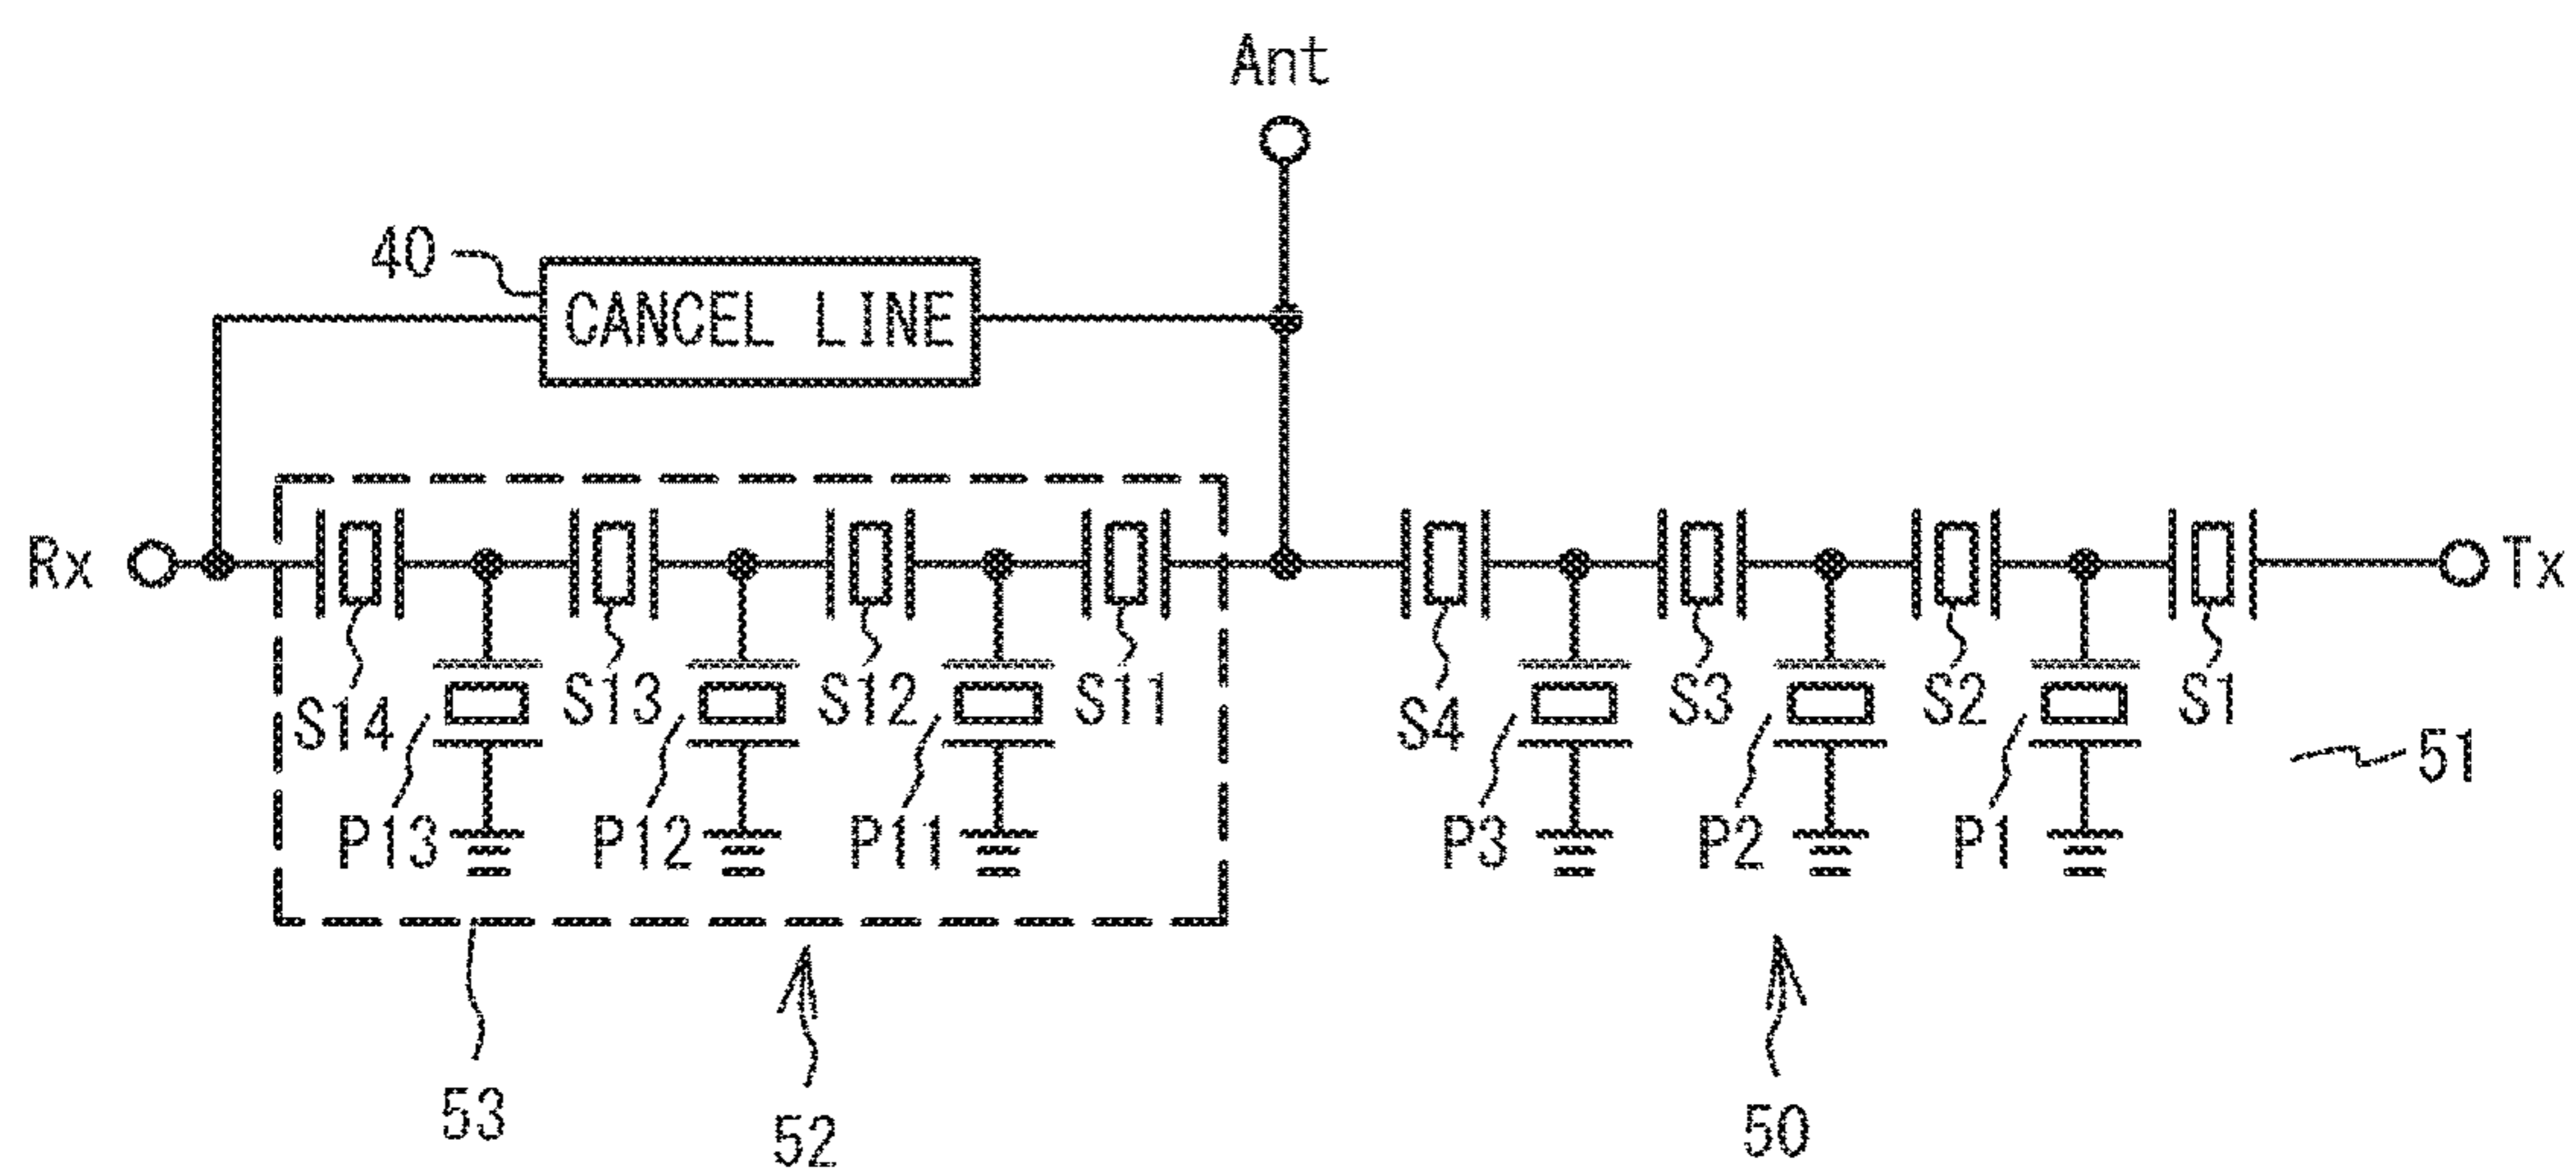 Ant
40
CANCEL LINE
Rx
Tx
S14
S13
S12
S11
S4
S3
S2
S1
51
P13
P12
P11
P3
P2
P1
53
52
50